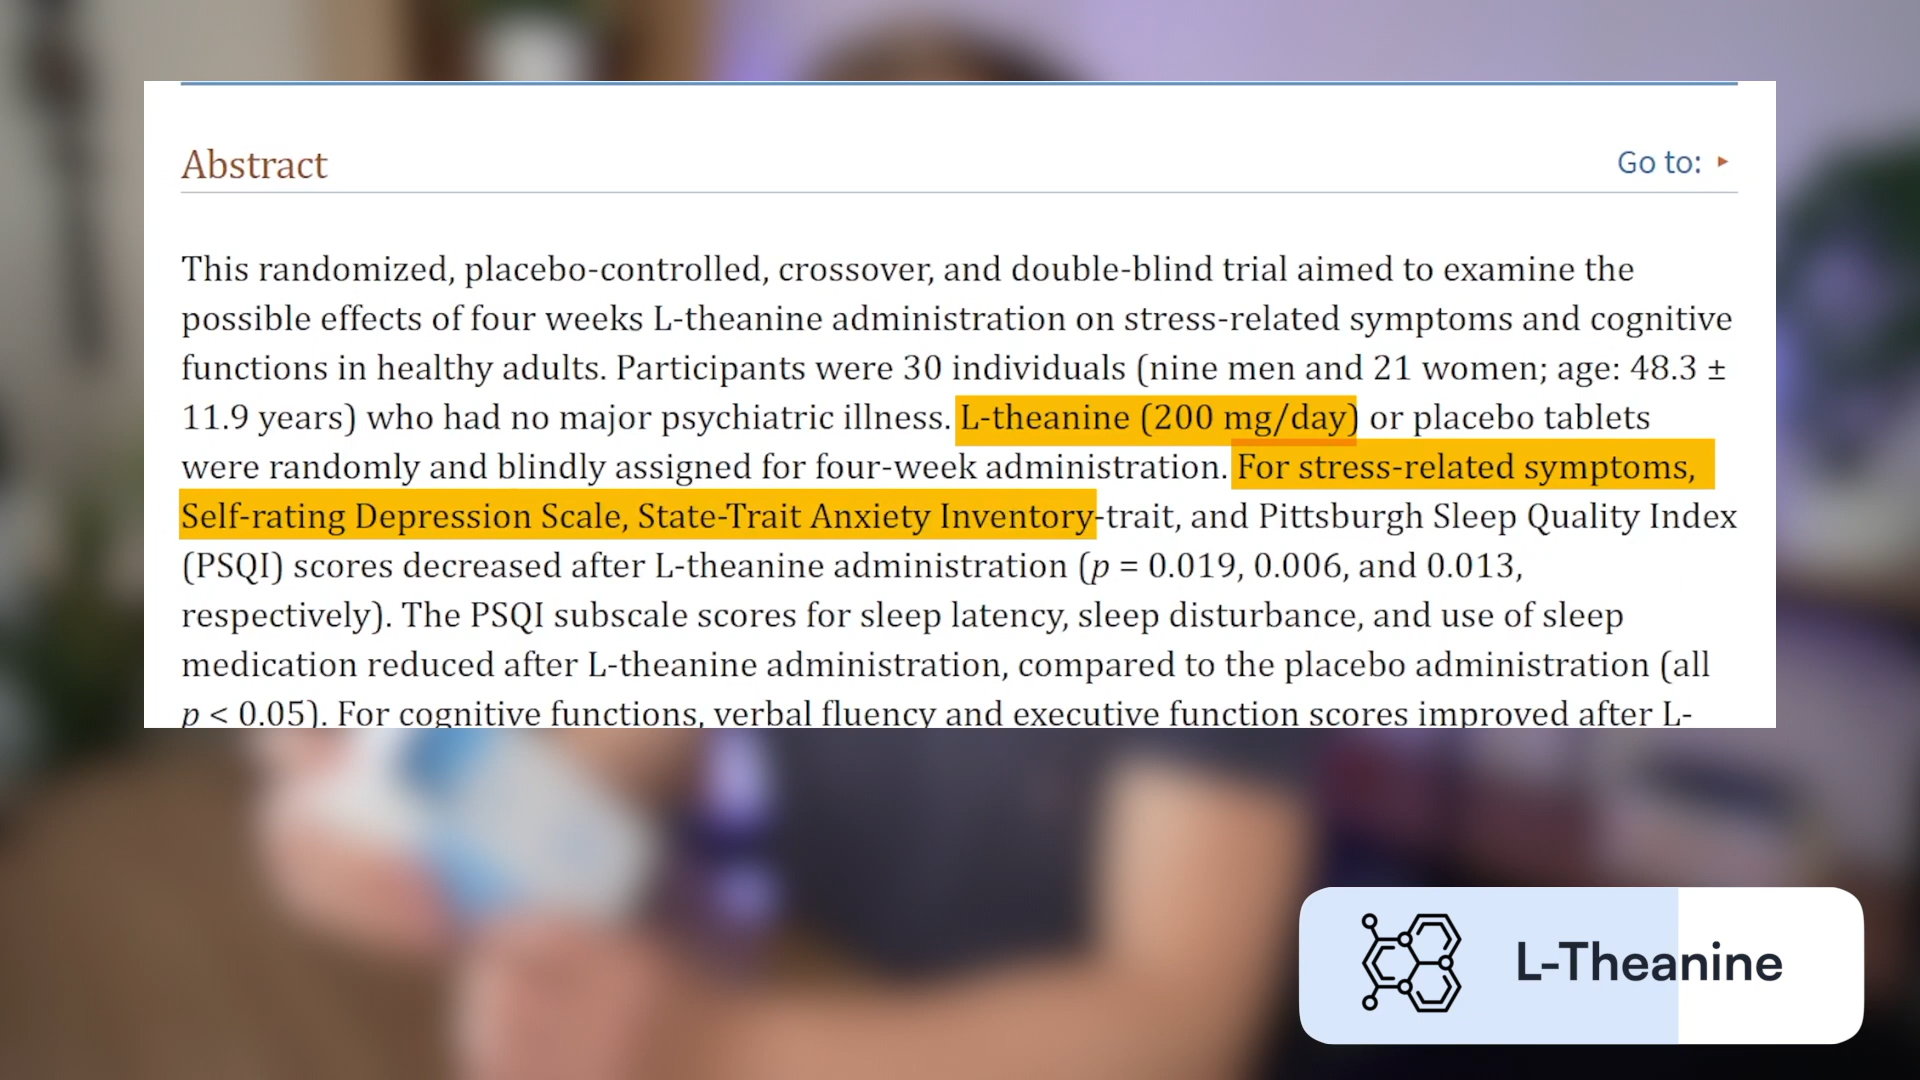 Abstract
Go to:
This randomized, placebo-controlled, crossover, and double-blind trial aimed to examine the
possible effects of four weeks L-theanine administration on stress-related symptoms and cognitive
functions in healthy adults. Participants were 30 individuals (nine men and 21 women; age: 48.3 ±
11.9 years) who had no major psychiatric illness. L-theanine (200 mg/day) or placebo tablets
were randomly and blindly assigned for four-week administration. For stress-related symptoms,
Self-rating Depression Scale, State-Trait Anxiety Inventory-trait, and Pittsburgh Sleep Quality Index
(PSQI) scores decreased after L-theanine administration (p = 0.019, 0.006, and 0.013,
respectively). The PSQI subscale scores for sleep latency, sleep disturbance, and use of sleep
medication reduced after L-theanine administration, compared to the placebo administration (all
p < 0.05). For cognitive functions, verbal fluency and executive function scores improved after L-
L-Theanine